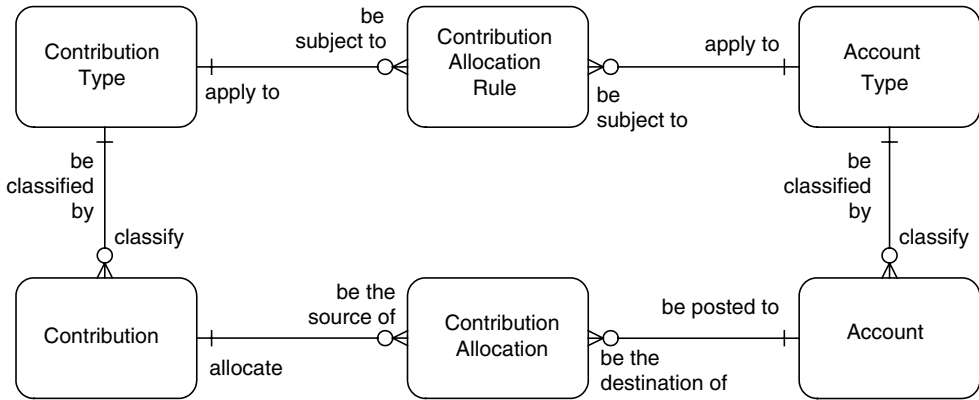 Contribution
Type
be
subject to
apply to
Contribution
Allocation
Rule
apply to
be
subject to
Account
Type
be
classified
by
classify
be
classified
by
classify
Contribution
be the
source of
allocate
Contribution
Allocation
be posted to
be the
destination of
Account